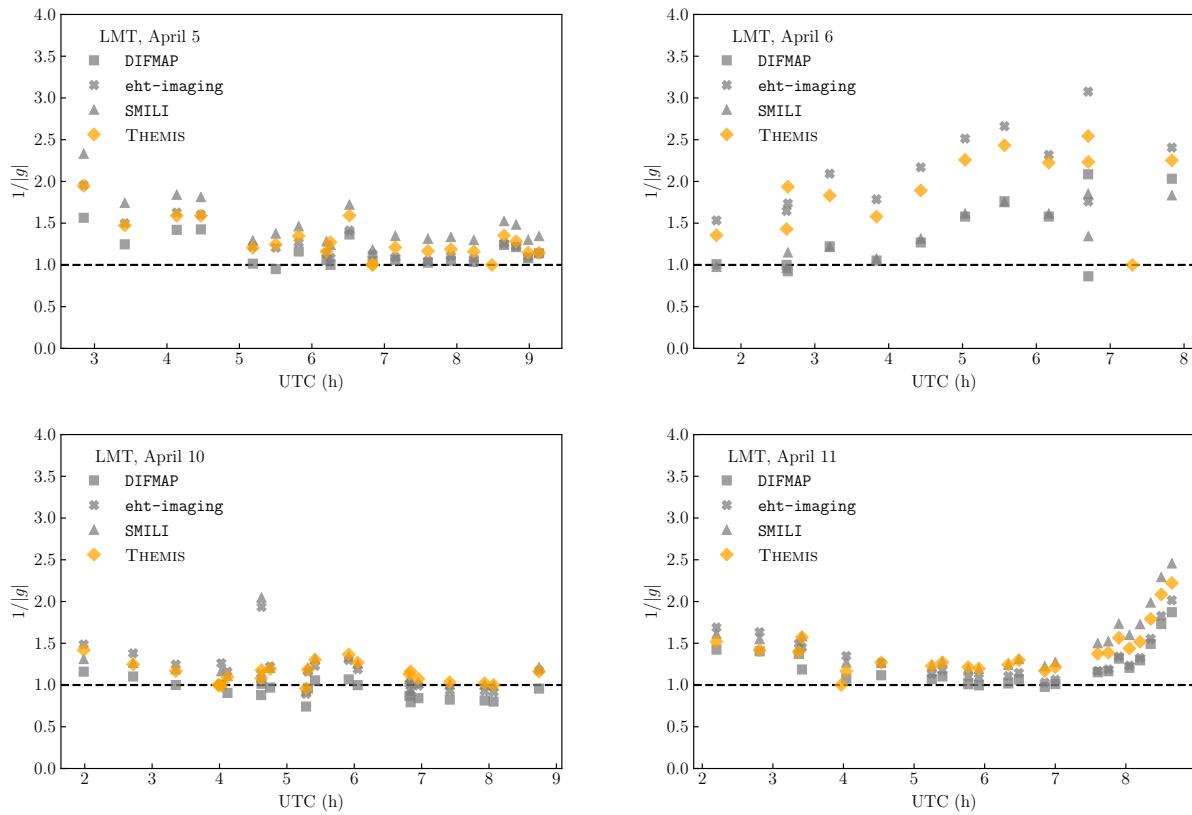 4.0
3.5
3.0
2.5
2.0
1.5
1.0
0.5
0.0
1/|g|
LMT, April 5
DIFMAP
eht-imaging
SMILI
THEMIS
3 4 5 6 7 8 9
UTC (h)
4.0
3.5
3.0
2.5
2.0
1.5
1.0
0.5
0.0
1/|g|
LMT, April 6
DIFMAP
eht-imaging
SMILI
THEMIS
2 3 4 5 6 7 8
UTC (h)
4.0
3.5
3.0
2.5
2.0
1.5
1.0
0.5
0.0
1/|g|
LMT, April 10
DIFMAP
eht-imaging
SMILI
THEMIS
2 3 4 5 6 7 8 9
UTC (h)
4.0
3.5
3.0
2.5
2.0
1.5
1.0
0.5
0.0
1/|g|
LMT, April 11
DIFMAP
eht-imaging
SMILI
THEMIS
2 3 4 5 6 7 8
UTC (h)